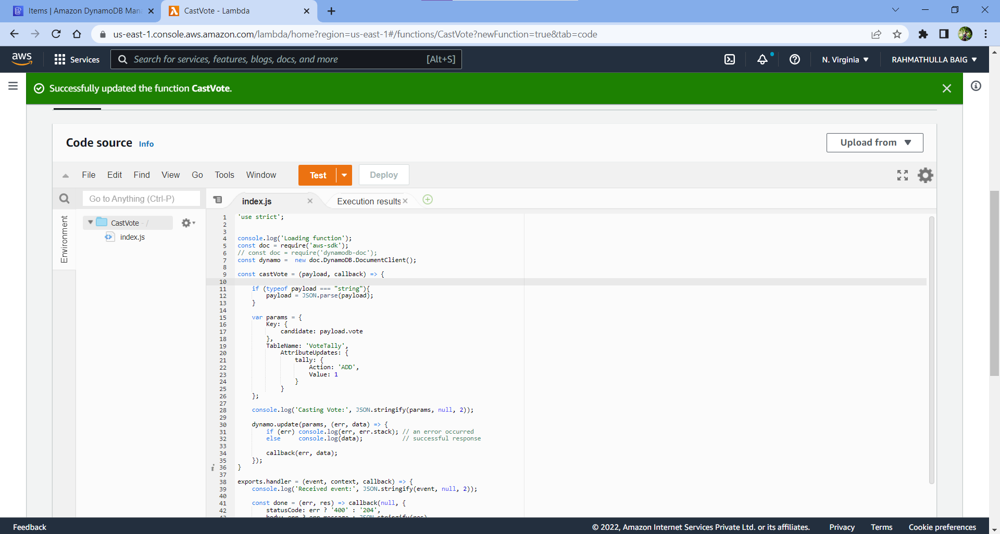 Items | Amazon DynamoDB Man
CastVote - Lambda
us-east-1.console.aws.amazon.com/lambda/home?region=us-east-1#/functions/CastVote?newFunction=true&tab=code
aws
Services
Search for services, features, blogs, docs, and more
[Alt+S]
N. Virginia
RAHMATHULLA BAIG
Successfully updated the function CastVote.
Code source Info
Upload from
File Edit Find View Go Tools Window
Test
Deploy
Go to Anything (Ctrl-P)
index.js
Execution results
Environment
CastVote - /
index.js
1 'use strict';
2
3
4 console.log('Loading function');
5 const doc = require('aws-sdk');
6 // const doc = require('dynamodb-doc');
7 const dynamo =  new doc.DynamoDB.DocumentClient();
8
9 const castVote = (payload, callback) => {
10
11     if (typeof payload === "string"){
12         payload = JSON.parse(payload);
13     }
14
15     var params = {
16         Key: {
17             candidate: payload.vote
18         },
19         TableName: 'VoteTally',
20             AttributeUpdates: {
21                 tally: {
22                     Action: 'ADD',
23                     Value: 1
24                 }
25             }
26     };
27
28     console.log('Casting Vote:', JSON.stringify(params, null, 2));
29
30     dynamo.update(params, (err, data) => {
31         if (err) console.log(err, err.stack); // an error occurred
32         else     console.log(data);           // successful response
33
34         callback(err, data);
35     });
36 }
37
38 exports.handler = (event, context, callback) => {
39     console.log('Received event:', JSON.stringify(event, null, 2));
40
41     const done = (err, res) => callback(null, {
42         statusCode: err ? '400' : '204',
43         body: err ? err.message : JSON.stringify(res)
Feedback
© 2022, Amazon Internet Services Private Ltd. or its affiliates.
Privacy
Terms
Cookie preferences